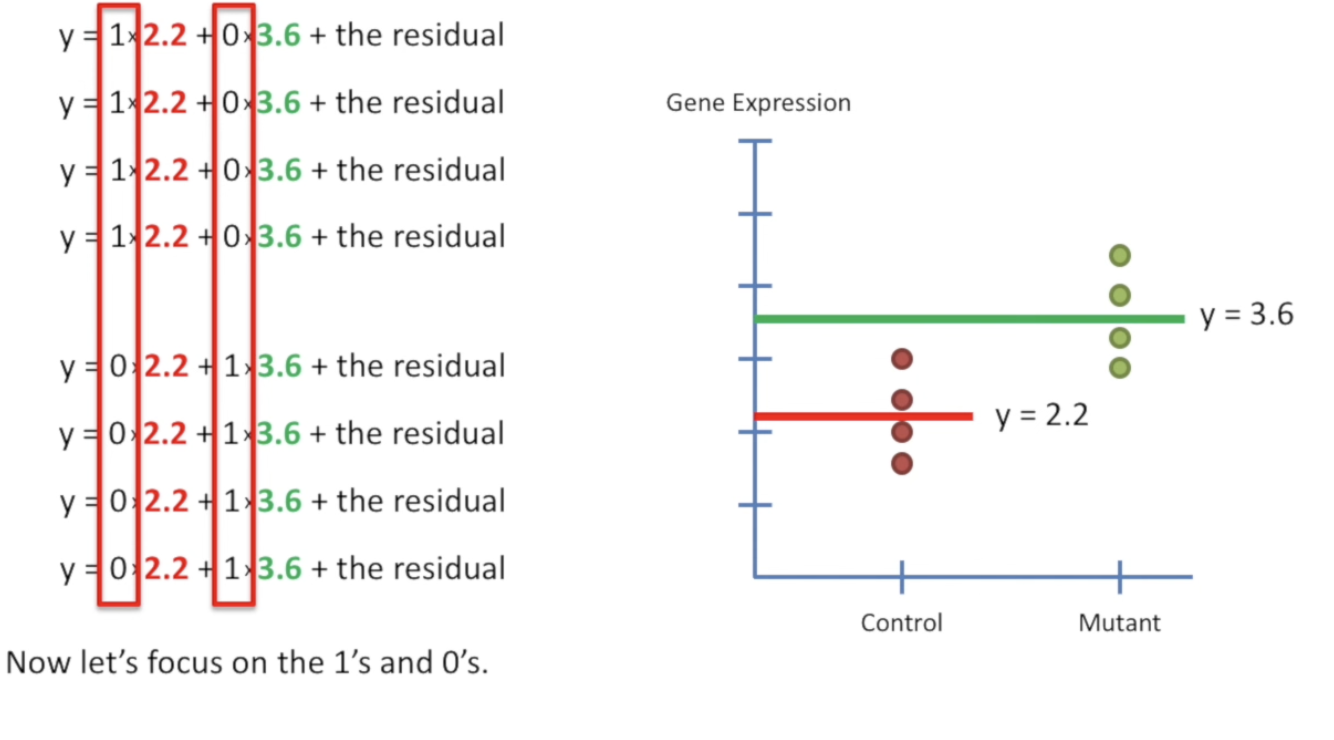 y = 1×2.2 + 0×3.6 + the residual
y = 1×2.2 + 0×3.6 + the residual
y = 1×2.2 + 0×3.6 + the residual
y = 1×2.2 + 0×3.6 + the residual
y = 0×2.2 + 1×3.6 + the residual
y = 0×2.2 + 1×3.6 + the residual
y = 0×2.2 + 1×3.6 + the residual
y = 0×2.2 + 1×3.6 + the residual
Now let's focus on the 1's and 0's.
Gene Expression
y = 3.6
y = 2.2
Control
Mutant